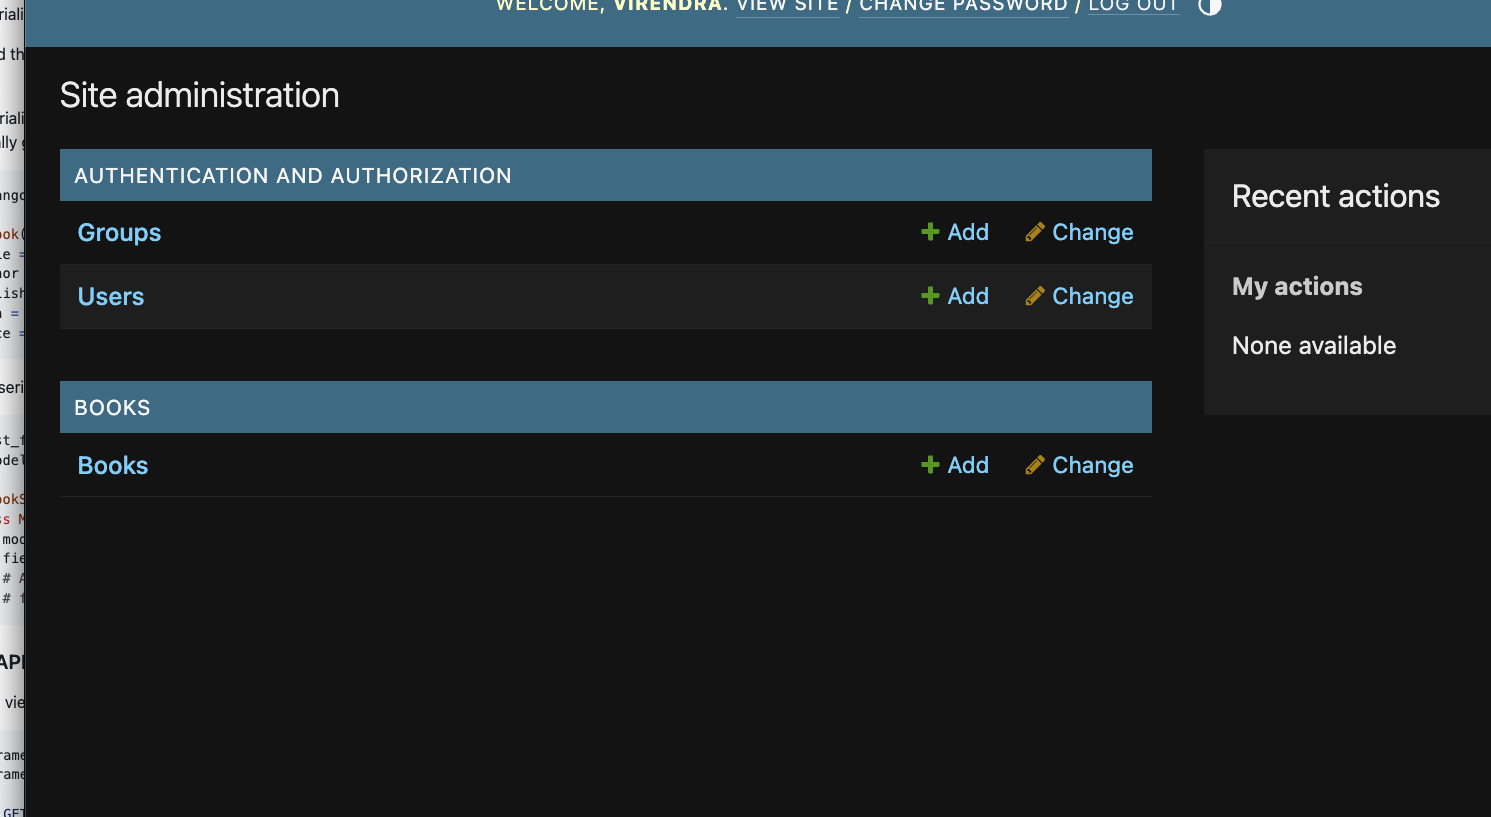 WELCOME, VIRENDRA. VIEW SITE / CHANGE PASSWORD / LOG OUT
Site administration
AUTHENTICATION AND AUTHORIZATION
Groups Add Change
Users Add Change
BOOKS
Books Add Change
Recent actions
My actions
None available